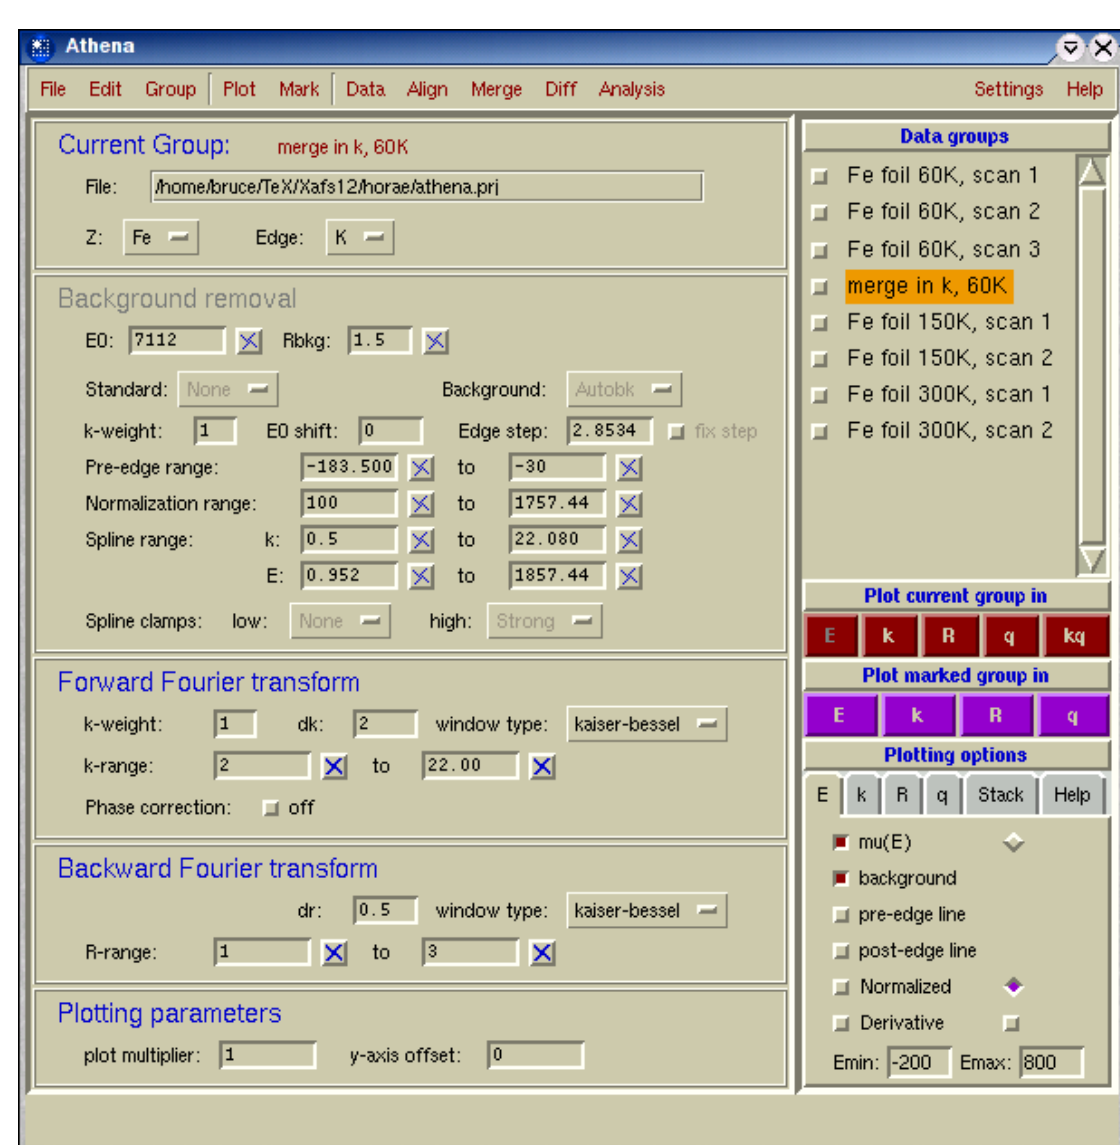 Athena
File Edit Group Plot Mark Data Align Merge Diff Analysis Settings Help
Current Group: merge in k, 60K
File: /home/bruce/TeX/Xafs12/horae/athena.prj
Z: Fe Edge: K
Background removal
E0: 7112 Rbkg: 1.5
Standard: None Background: Autobk
k-weight: 1 E0 shift: 0 Edge step: 2.8534 fix step
Pre-edge range: -183.500 to -30
Normalization range: 100 to 1757.44
Spline range: k: 0.5 to 22.080
E: 0.952 to 1857.44
Spline clamps: low: None high: Strong
Forward Fourier transform
k-weight: 1 dk: 2 window type: kaiser-bessel
k-range: 2 to 22.00
Phase correction: off
Backward Fourier transform
dr: 0.5 window type: kaiser-bessel
R-range: 1 to 3
Plotting parameters
plot multiplier: 1 y-axis offset: 0
Data groups
Fe foil 60K, scan 1
Fe foil 60K, scan 2
Fe foil 60K, scan 3
merge in k, 60K
Fe foil 150K, scan 1
Fe foil 150K, scan 2
Fe foil 300K, scan 1
Fe foil 300K, scan 2
Plot current group in
E k R q kq
Plot marked group in
E k R q
Plotting options
E k R q Stack Help
mu(E)
background
pre-edge line
post-edge line
Normalized
Derivative
Emin: -200 Emax: 800